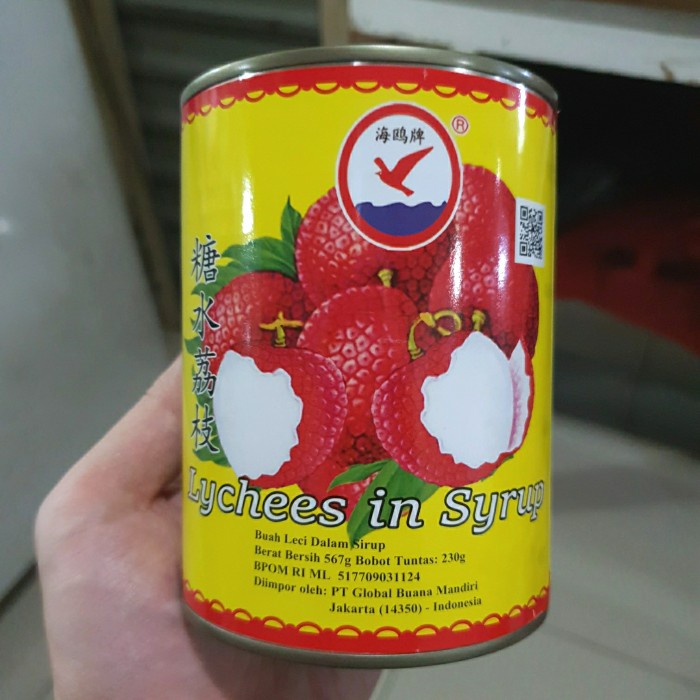 海鸥牌
®
糖水荔枝
Lychees in Syrup
Buah Leci Dalam Sirup
Berat Bersih 567g Bobot Tuntas: 230g
BPOM RI ML 517709031124
Diimpor oleh: PT Global Buana Mandiri
Jakarta (14350) - Indonesia